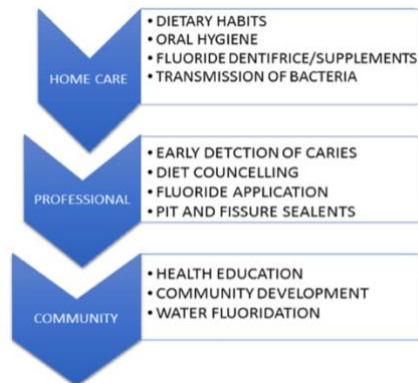 HOME CARE
• DIETARY HABITS
• ORAL HYGIENE
• FLUORIDE DENTIFRICE/SUPPLEMENTS
• TRANSMISSION OF BACTERIA
PROFESSIONAL
• EARLY DETCTION OF CARIES
• DIET COUNCELLING
• FLUORIDE APPLICATION
• PIT AND FISSURE SEALENTS
COMMUNITY
• HEALTH EDUCATION
• COMMUNITY DEVELOPMENT
• WATER FLUORIDATION